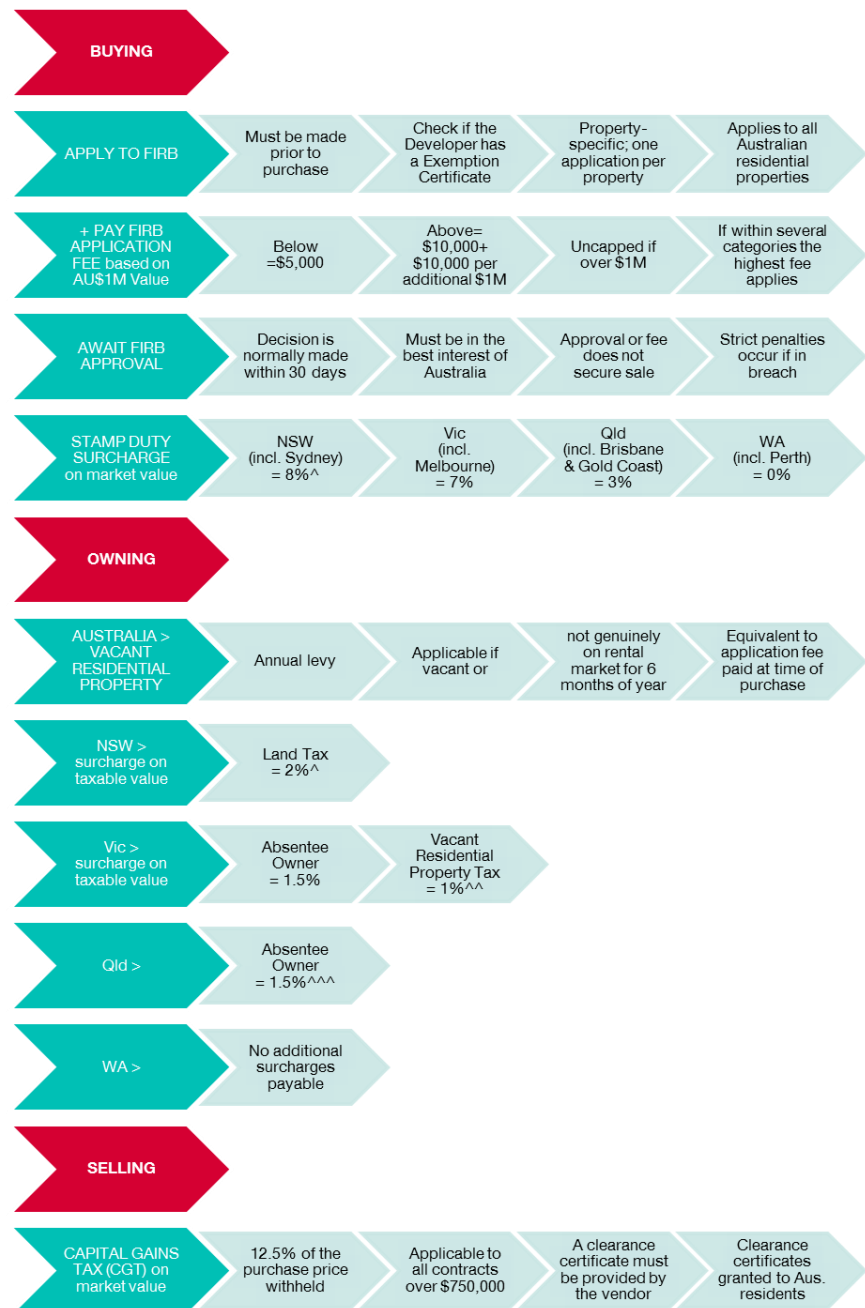 BUYING
APPLY TO FIRB
Must be made
prior to
purchase
Check if the
Developer has
a Exemption
Certificate
Property-
specific; one
application per
property
Applies to all
Australian
residential
properties
+ PAY FIRB
APPLICATION
FEE based on
AU$1M Value
Below
=$5,000
Above=
$10,000+
$10,000 per
additional $1M
Uncapped if
over $1M
If within several
categories the
highest fee
applies
AWAIT FIRB
APPROVAL
Decision is
normally made
within 30 days
Must be in the
best interest of
Australia
Approval or fee
does not
secure sale
Strict penalties
occur if in
breach
STAMP DUTY
SURCHARGE
on market value
NSW
(incl. Sydney)
= 8%^
Vic
(incl.
Melbourne)
= 7%
Qld
(incl. Brisbane
& Gold Coast)
= 3%
WA
(incl. Perth)
= 0%
OWNING
AUSTRALIA >
VACANT
RESIDENTIAL
PROPERTY
Annual levy
Applicable if
vacant or
not genuinely
on rental
market for 6
months of year
Equivalent to
application fee
paid at time of
purchase
NSW >
surcharge on
taxable value
Land Tax
= 2%^
Vic >
surcharge on
taxable value
Absentee
Owner
= 1.5%
Vacant
Residential
Property Tax
= 1%^^
Qld >
Absentee
Owner
= 1.5%^^^
WA >
No additional
surcharges
payable
SELLING
CAPITAL GAINS
TAX (CGT) on
market value
12.5% of the
purchase price
withheld
Applicable to
all contracts
over $750,000
A clearance
certificate must
be provided by
the vendor
Clearance
certificates
granted to Aus.
residents